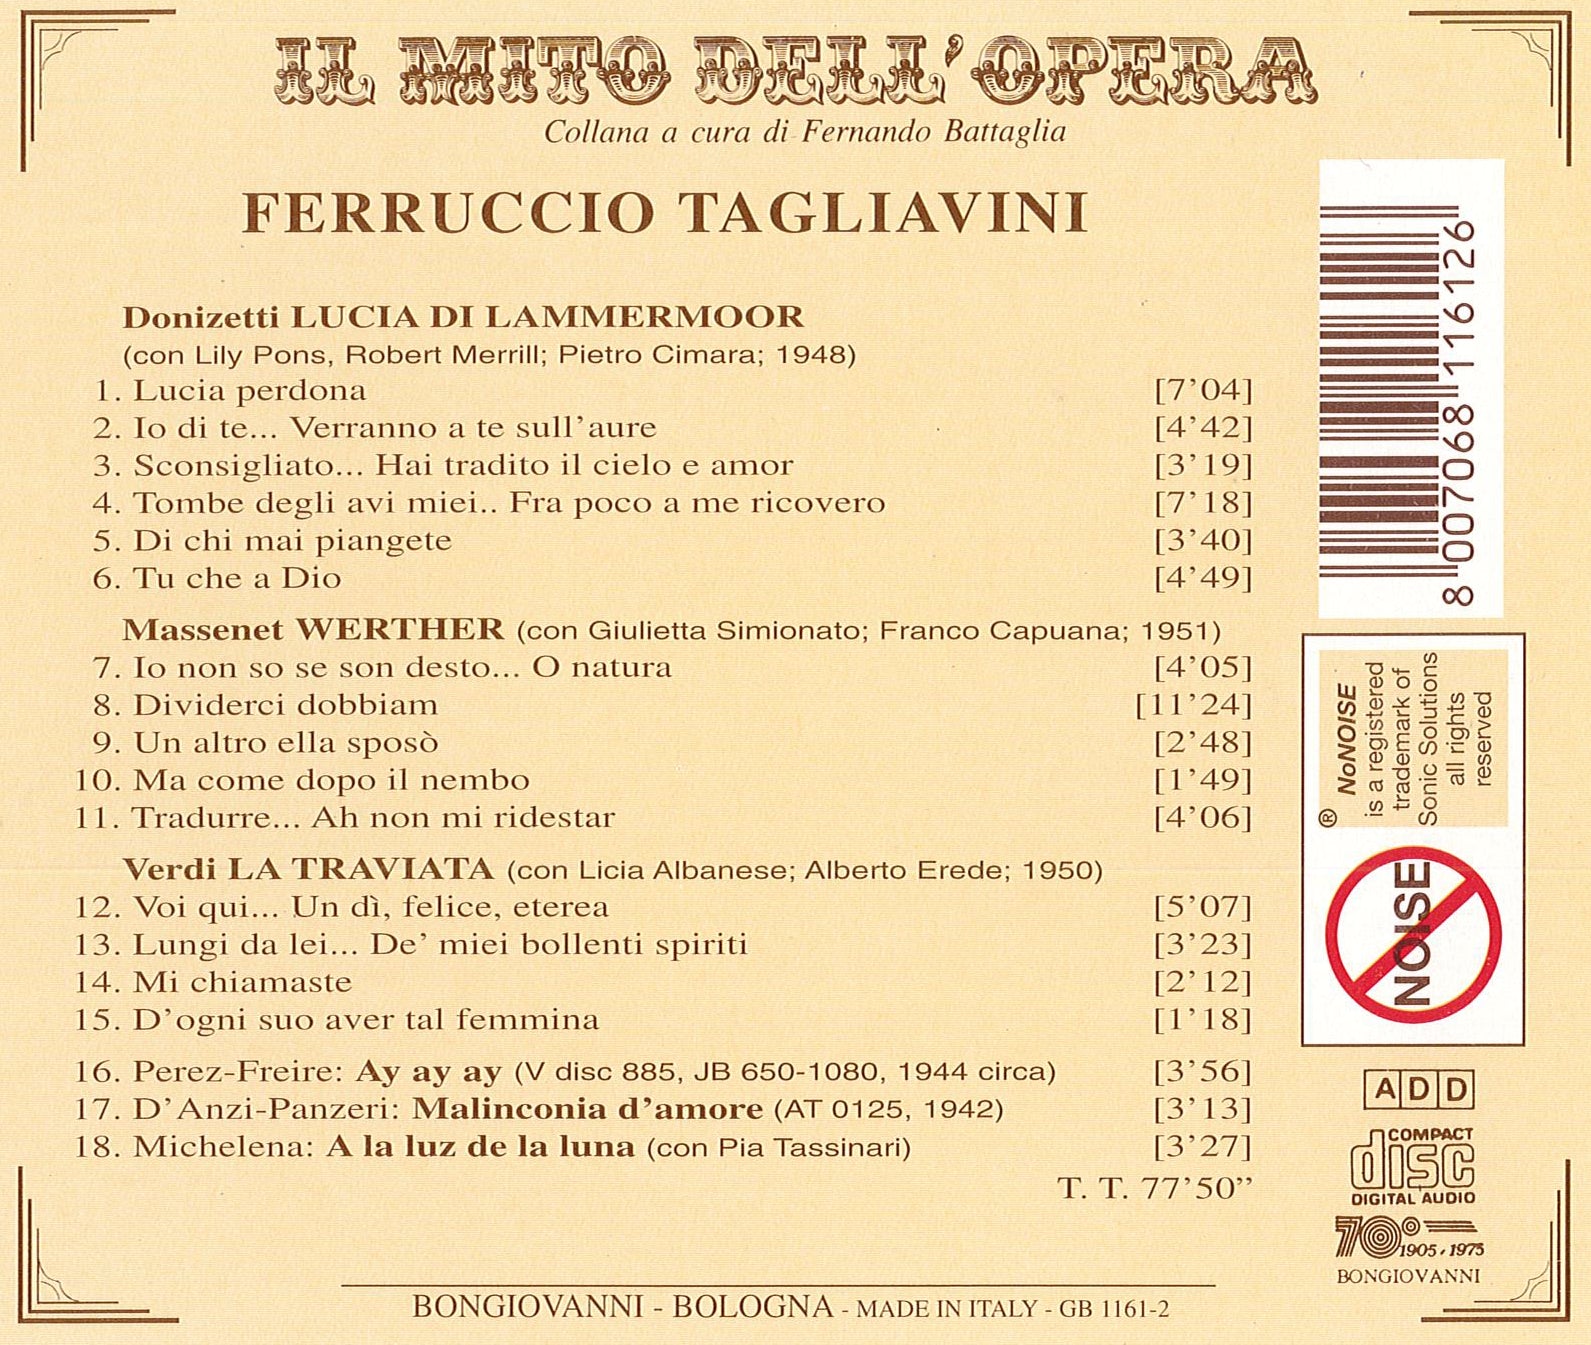 IL MITO DELL'OPERA
Collana a cura di Fernando Battaglia
FERRUCCIO TAGLIAVINI
Donizetti LUCIA DI LAMMERMOOR
(con Lily Pons, Robert Merrill; Pietro Cimara; 1948)
1. Lucia perdona [7'04]
2. Io di te... Verranno a te sull'aure [4'42]
3. Sconsigliato... Hai tradito il cielo e amor [3'19]
4. Tombe degli avi miei.. Fra poco a me ricovero [7'18]
5. Di chi mai piangete [3'40]
6. Tu che a Dio [4'49]
Massenet WERTHER (con Giulietta Simionato; Franco Capuana; 1951)
7. Io non so se son desto... O natura [4'05]
8. Dividerci dobbiam [11'24]
9. Un altro ella sposò [2'48]
10. Ma come dopo il nembo [1'49]
11. Tradurre... Ah non mi ridestar [4'06]
Verdi LA TRAVIATA (con Licia Albanese; Alberto Erede; 1950)
12. Voi qui... Un dì, felice, eterea [5'07]
13. Lungi da lei... De' miei bollenti spiriti [3'23]
14. Mi chiamaste [2'12]
15. D'ogni suo aver tal femmina [1'18]
16. Perez-Freire: Ay ay ay (V disc 885, JB 650-1080, 1944 circa) [3'56]
17. D'Anzi-Panzeri: Malinconia d'amore (AT 0125, 1942) [3'13]
18. Michelena: A la luz de la luna (con Pia Tassinari) [3'27]
T. T. 77'50”
BONGIOVANNI - BOLOGNA - MADE IN ITALY - GB 1161-2
8 007068 116126
® NoNOISE
is a registered
trademark of
Sonic Solutions
all rights
reserved
NOISE
ADD
COMPACT
disc
DIGITAL AUDIO
70°
1905 · 1975
BONGIOVANNI